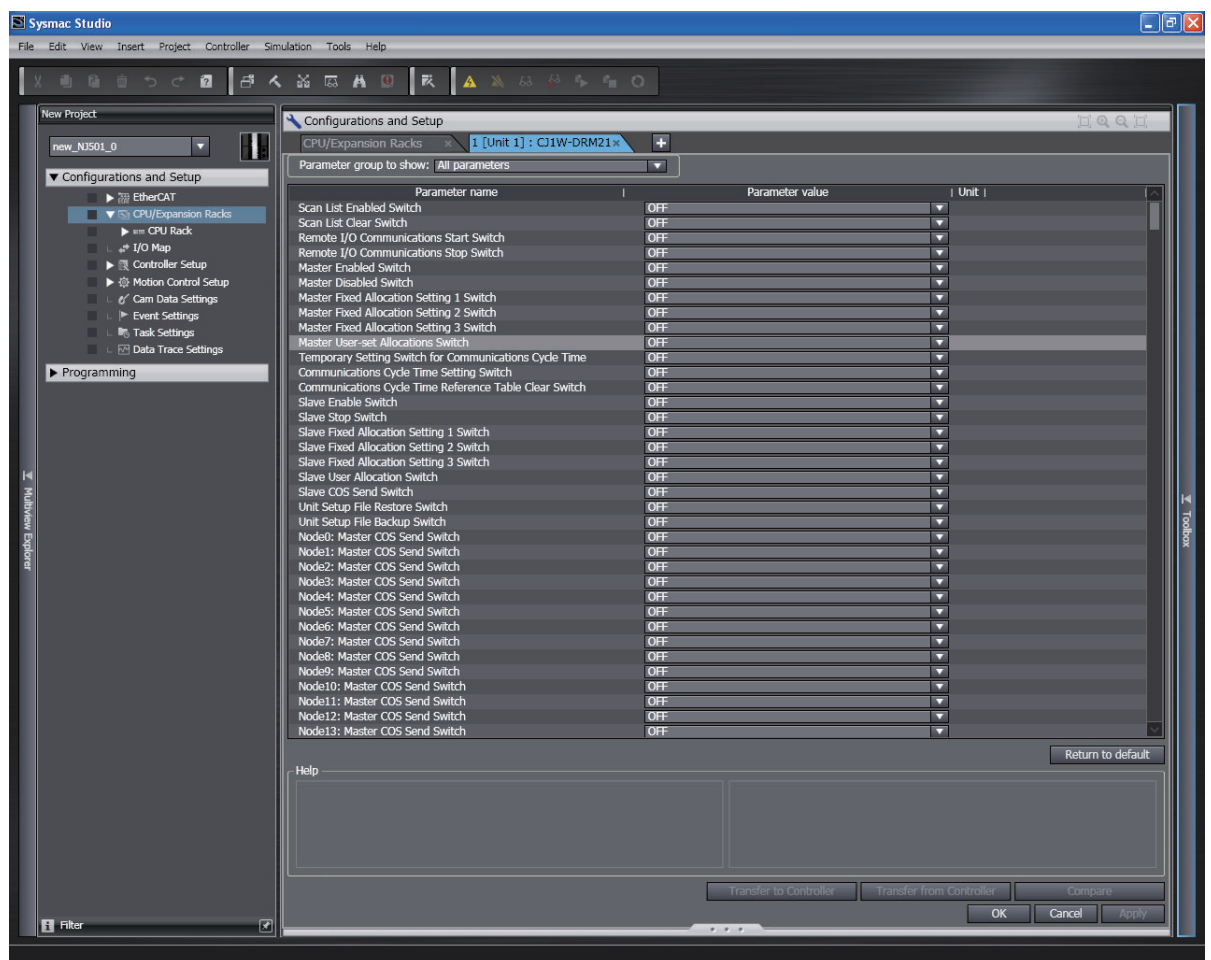 Sysmac Studio
File Edit View Insert Project Controller Simulation Tools Help
New Project
new_NJ501_0
Configurations and Setup
EtherCAT
CPU/Expansion Racks
CPU Rack
I/O Map
Controller Setup
Motion Control Setup
Cam Data Settings
Event Settings
Task Settings
Data Trace Settings
Programming
Filter
Multiview Explorer
Configurations and Setup
CPU/Expansion Racks 1 [Unit 1] : CJ1W-DRM21
Parameter group to show: All parameters
Parameter name Parameter value Unit
Scan List Enabled Switch OFF
Scan List Clear Switch OFF
Remote I/O Communications Start Switch OFF
Remote I/O Communications Stop Switch OFF
Master Enabled Switch OFF
Master Disabled Switch OFF
Master Fixed Allocation Setting 1 Switch OFF
Master Fixed Allocation Setting 2 Switch OFF
Master Fixed Allocation Setting 3 Switch OFF
Master User-set Allocations Switch OFF
Temporary Setting Switch for Communications Cycle Time OFF
Communications Cycle Time Setting Switch OFF
Communications Cycle Time Reference Table Clear Switch OFF
Slave Enable Switch OFF
Slave Stop Switch OFF
Slave Fixed Allocation Setting 1 Switch OFF
Slave Fixed Allocation Setting 2 Switch OFF
Slave Fixed Allocation Setting 3 Switch OFF
Slave User Allocation Switch OFF
Slave COS Send Switch OFF
Unit Setup File Restore Switch OFF
Unit Setup File Backup Switch OFF
Node0: Master COS Send Switch OFF
Node1: Master COS Send Switch OFF
Node2: Master COS Send Switch OFF
Node3: Master COS Send Switch OFF
Node4: Master COS Send Switch OFF
Node5: Master COS Send Switch OFF
Node6: Master COS Send Switch OFF
Node7: Master COS Send Switch OFF
Node8: Master COS Send Switch OFF
Node9: Master COS Send Switch OFF
Node10: Master COS Send Switch OFF
Node11: Master COS Send Switch OFF
Node12: Master COS Send Switch OFF
Node13: Master COS Send Switch OFF
Return to default
Help
Transfer to Controller Transfer from Controller Compare
OK Cancel Apply
Toolbox